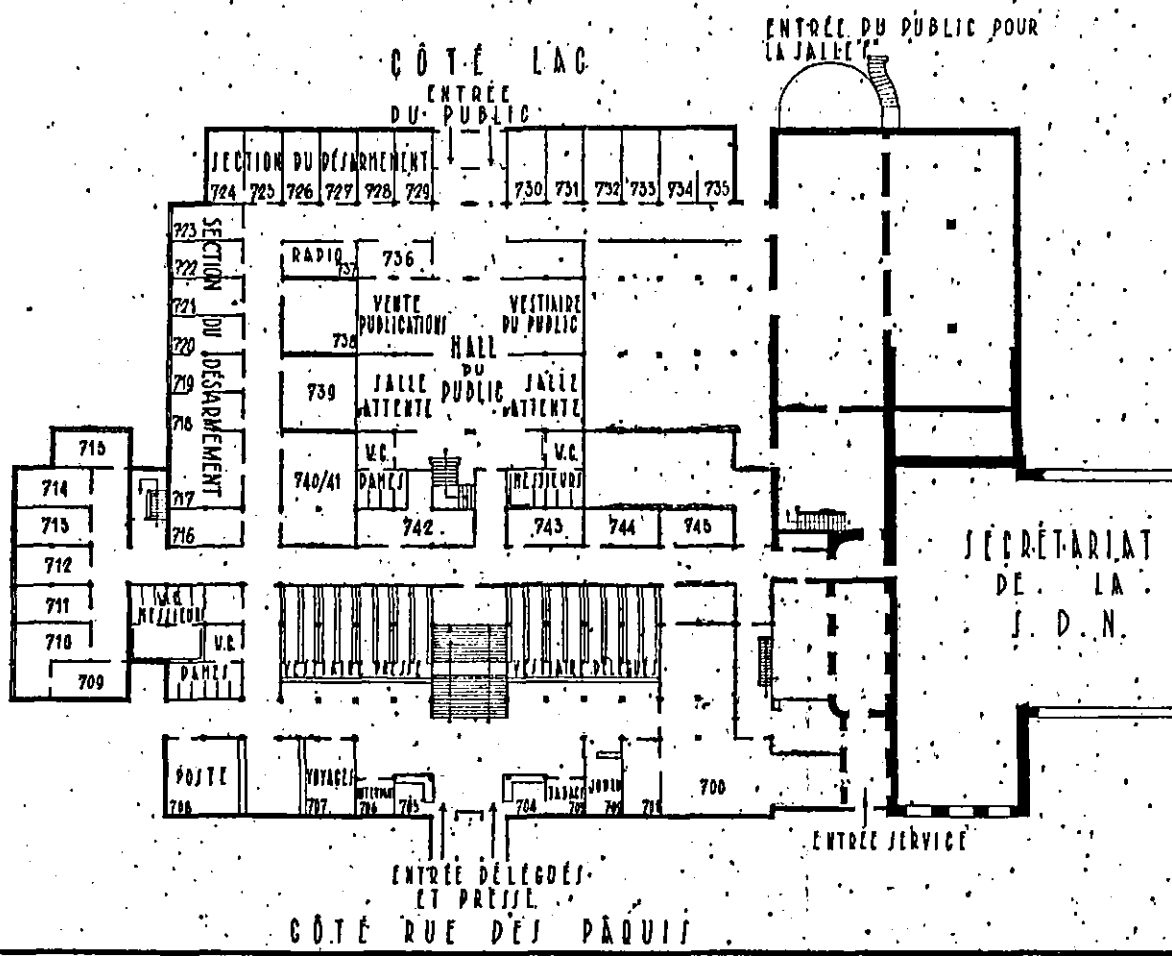 ENTRÉE DU PUBLIC POUR
LA SALLE "C"
CÔTÉ LAC
ENTRÉE
DU PUBLIC
SECTION DU DÉSARMEMENT
724 725 726 727 728 729
730 731 732 733 734 735
723
722
721
720
719
718
717
716
SECTION DU DÉSARMEMENT
RADIO
737
736
VENTE
PUBLICATIONS
738
VESTIAIRE
DU PUBLIC
HALL
DU
PUBLIC
739
SALLE
ATTENTE
SALLE
ATTENTE
W.C.
DAMES
W.C.
MESSIEURS
740/41
742
743
744
745
715
714
713
712
711
710
709
W.C.
MESSIEURS
W.C.
DAMES
VESTIAIRE PRESSE
VESTIAIRE DÉLÉGUÉS
SECRÉTARIAT
DE LA
S. D. N.
POSTE
708
VOYAGES
707
706
705
704
TABACS
703
702
701
700
ENTRÉE SERVICE
ENTRÉE DÉLÉGUÉS
ET PRESSE
CÔTÉ RUE DES PÂQUIS